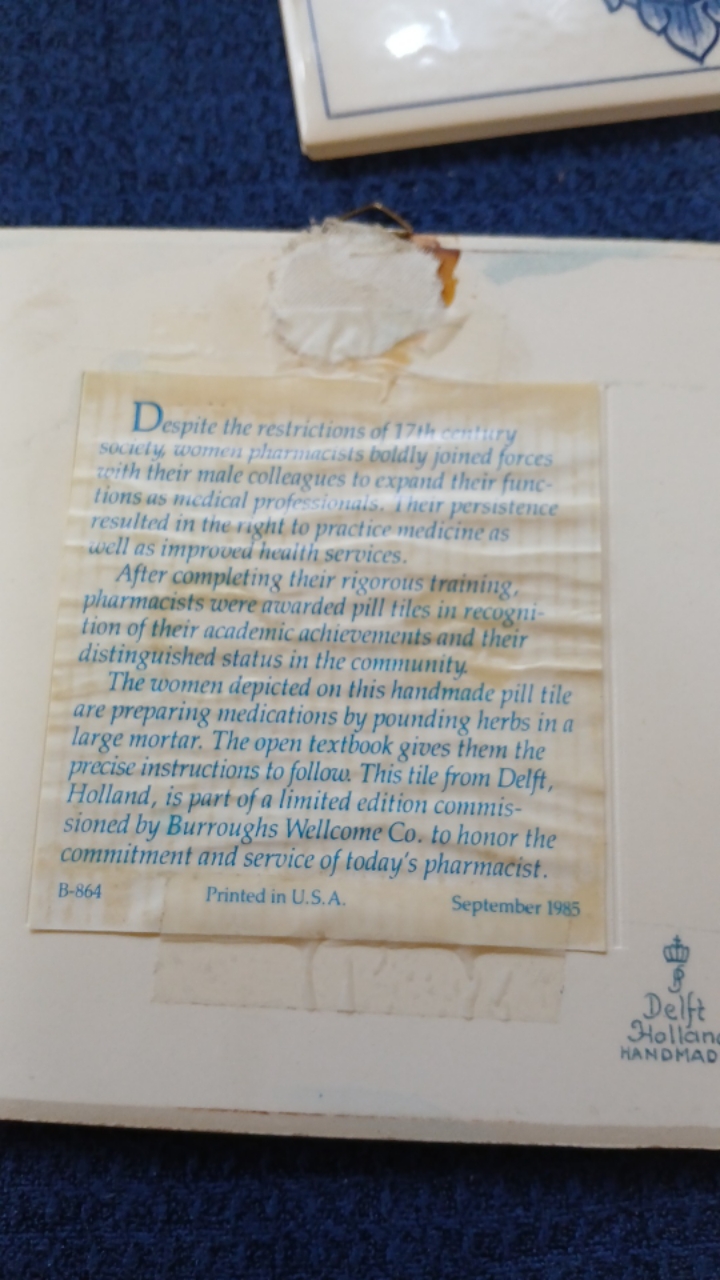 Despite the restrictions of 17th century
society, women pharmacists boldly joined forces
with their male colleagues to expand their func-
tions as medical professionals. Their persistence
resulted in the right to practice medicine as
well as improved health services.
After completing their rigorous training,
pharmacists were awarded pill tiles in recogni-
tion of their academic achievements and their
distinguished status in the community.
The women depicted on this handmade pill tile
are preparing medications by pounding herbs in a
large mortar. The open textbook gives them the
precise instructions to follow. This tile from Delft,
Holland, is part of a limited edition commis-
sioned by Burroughs Wellcome Co. to honor the
commitment and service of today's pharmacist.
B-864 Printed in U.S.A. September 1985
Delft
Hollan
HANDMAD